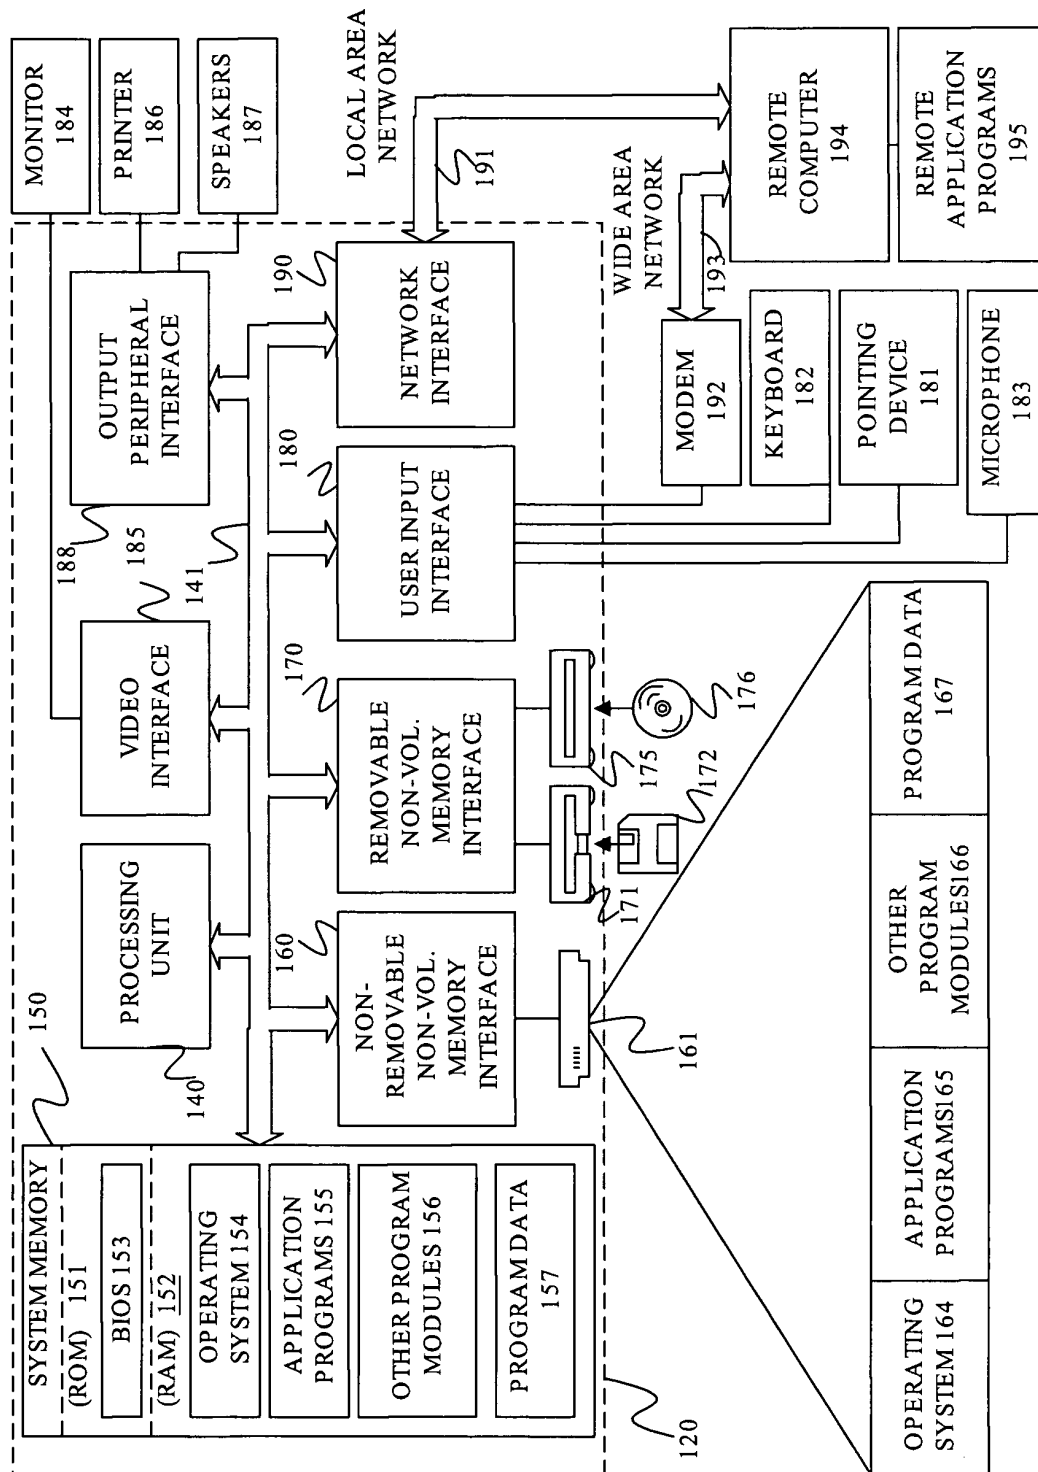 SYSTEM MEMORY
(ROM) 151
BIOS 153
(RAM) 152
OPERATING
SYSTEM 154
APPLICATION
PROGRAMS 155
OTHER PROGRAM
MODULES 156
PROGRAM DATA
157
150
140
PROCESSING
UNIT
VIDEO
INTERFACE
185
141
188
OUTPUT
PERIPHERAL
INTERFACE
MONITOR
184
PRINTER
186
SPEAKERS
187
160
NON-
REMOVABLE
NON-VOL.
MEMORY
INTERFACE
170
REMOVABLE
NON-VOL.
MEMORY
INTERFACE
180
USER INPUT
INTERFACE
190
NETWORK
INTERFACE
LOCAL AREA
NETWORK
191
120
161
171
172
175
176
WIDE AREA
NETWORK
193
MODEM
192
KEYBOARD
182
POINTING
DEVICE
181
MICROPHONE
183
REMOTE
COMPUTER
194
REMOTE
APPLICATION
PROGRAMS
195
OPERATING
SYSTEM 164
APPLICATION
PROGRAMS165
OTHER
PROGRAM
MODULES166
PROGRAM DATA
167